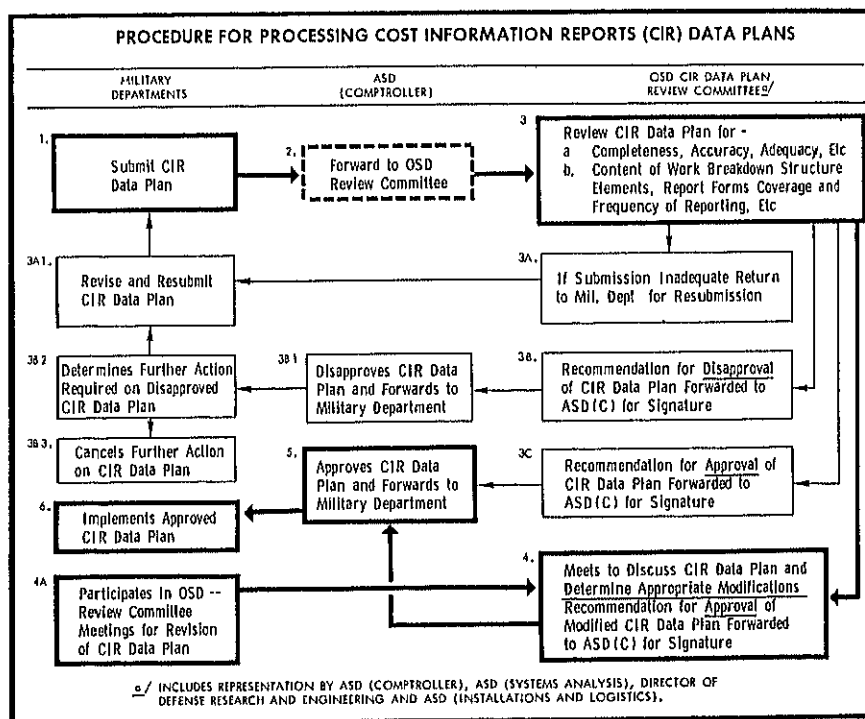 PROCEDURE FOR PROCESSING COST INFORMATION REPORTS (CIR) DATA PLANS
MILITARY
DEPARTMENTS
ASD
(COMPTROLLER)
OSD CIR DATA PLAN
REVIEW COMMITTEE a/
1.
Submit CIR
Data Plan
2.
Forward to OSD
Review Committee
3
Review CIR Data Plan for -
a Completeness, Accuracy, Adequacy, Etc
b. Content of Work Breakdown Structure
Elements, Report Forms Coverage and
Frequency of Reporting, Etc
3A1.
Revise and Resubmit
CIR Data Plan
3A.
If Submission Inadequate Return
to Mil. Dept for Resubmission
3B2
Determines Further Action
Required on Disapproved
CIR Data Plan
3B1
Disapproves CIR Data
Plan and Forwards to
Military Department
3B.
Recommendation for Disapproval
of CIR Data Plan Forwarded to
ASD(C) for Signature
3B3.
Cancels Further Action
on CIR Data Plan
5.
Approves CIR Data
Plan and Forwards to
Military Department
3C
Recommendation for Approval of
CIR Data Plan Forwarded to
ASD(C) for Signature
6.
Implements Approved
CIR Data Plan
4A
Participates in OSD --
Review Committee
Meetings for Revision
of CIR Data Plan
4.
Meets to Discuss CIR Data Plan and
Determine Appropriate Modifications
Recommendation for Approval of
Modified CIR Data Plan Forwarded
to ASD(C) for Signature
a/ INCLUDES REPRESENTATION BY ASD (COMPTROLLER), ASD (SYSTEMS ANALYSIS), DIRECTOR OF
DEFENSE RESEARCH AND ENGINEERING AND ASD (INSTALLATIONS AND LOGISTICS).